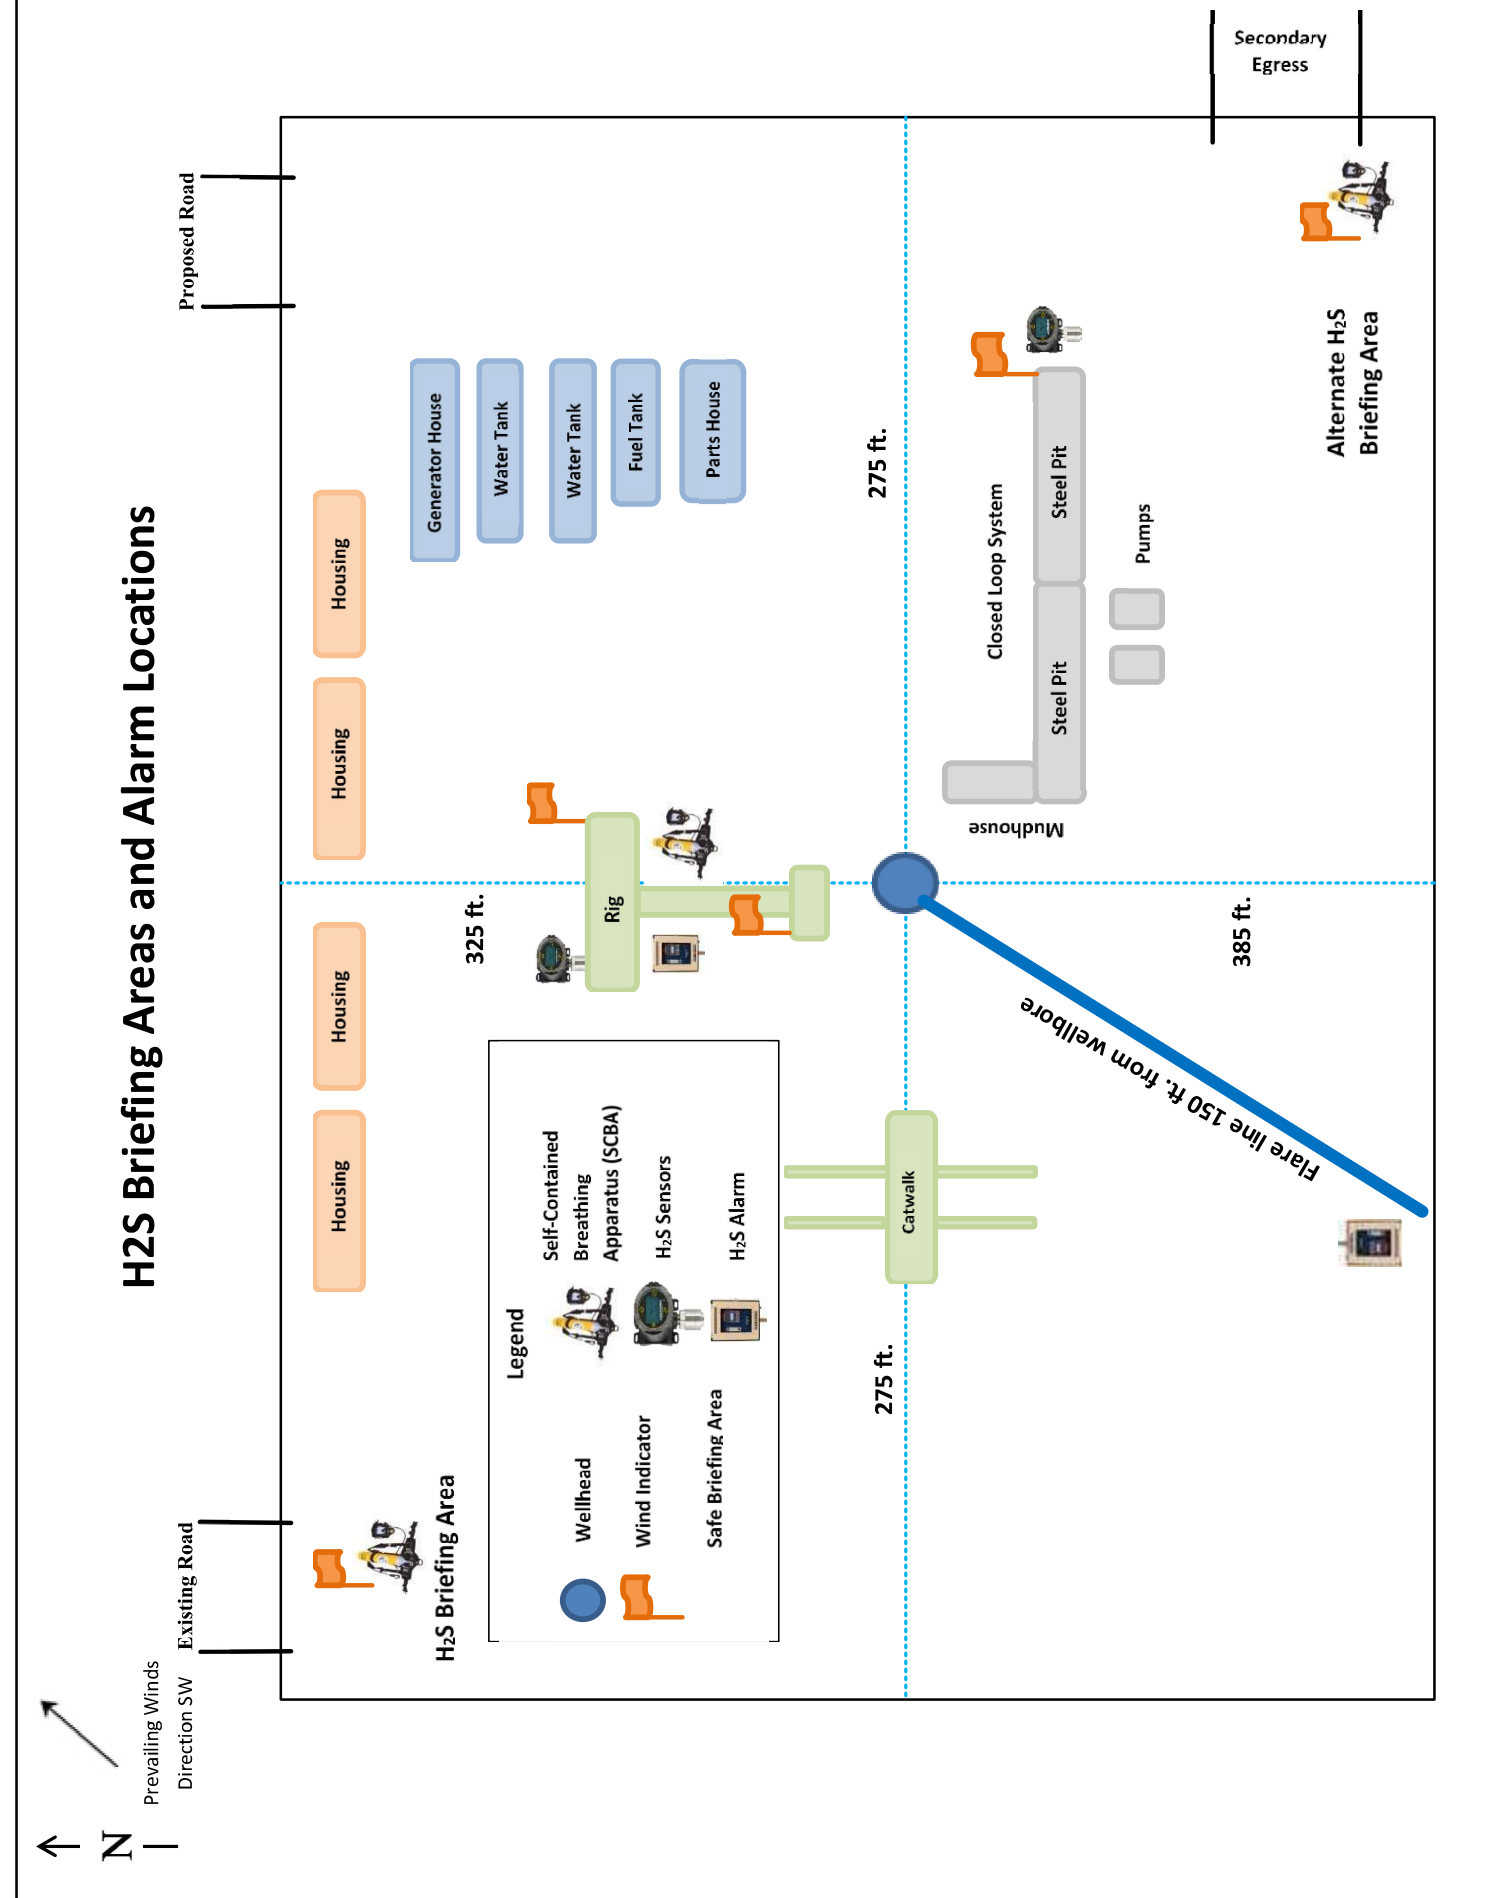 H2S Briefing Areas and Alarm Locations
N
Prevailing Winds
Direction SW
Existing Road
Proposed Road
Secondary
Egress
Housing
Housing
Housing
Housing
H₂S Briefing Area
Generator House
Water Tank
Water Tank
Fuel Tank
Parts House
325 ft.
Rig
Legend
Wellhead
Wind Indicator
Safe Briefing Area
Self-Contained
Breathing
Apparatus (SCBA)
H₂S Sensors
H₂S Alarm
275 ft.
275 ft.
Catwalk
Mudhouse
Closed Loop System
Steel Pit
Steel Pit
Pumps
385 ft.
Flare line 150 ft. from wellbore
Alternate H₂S
Briefing Area